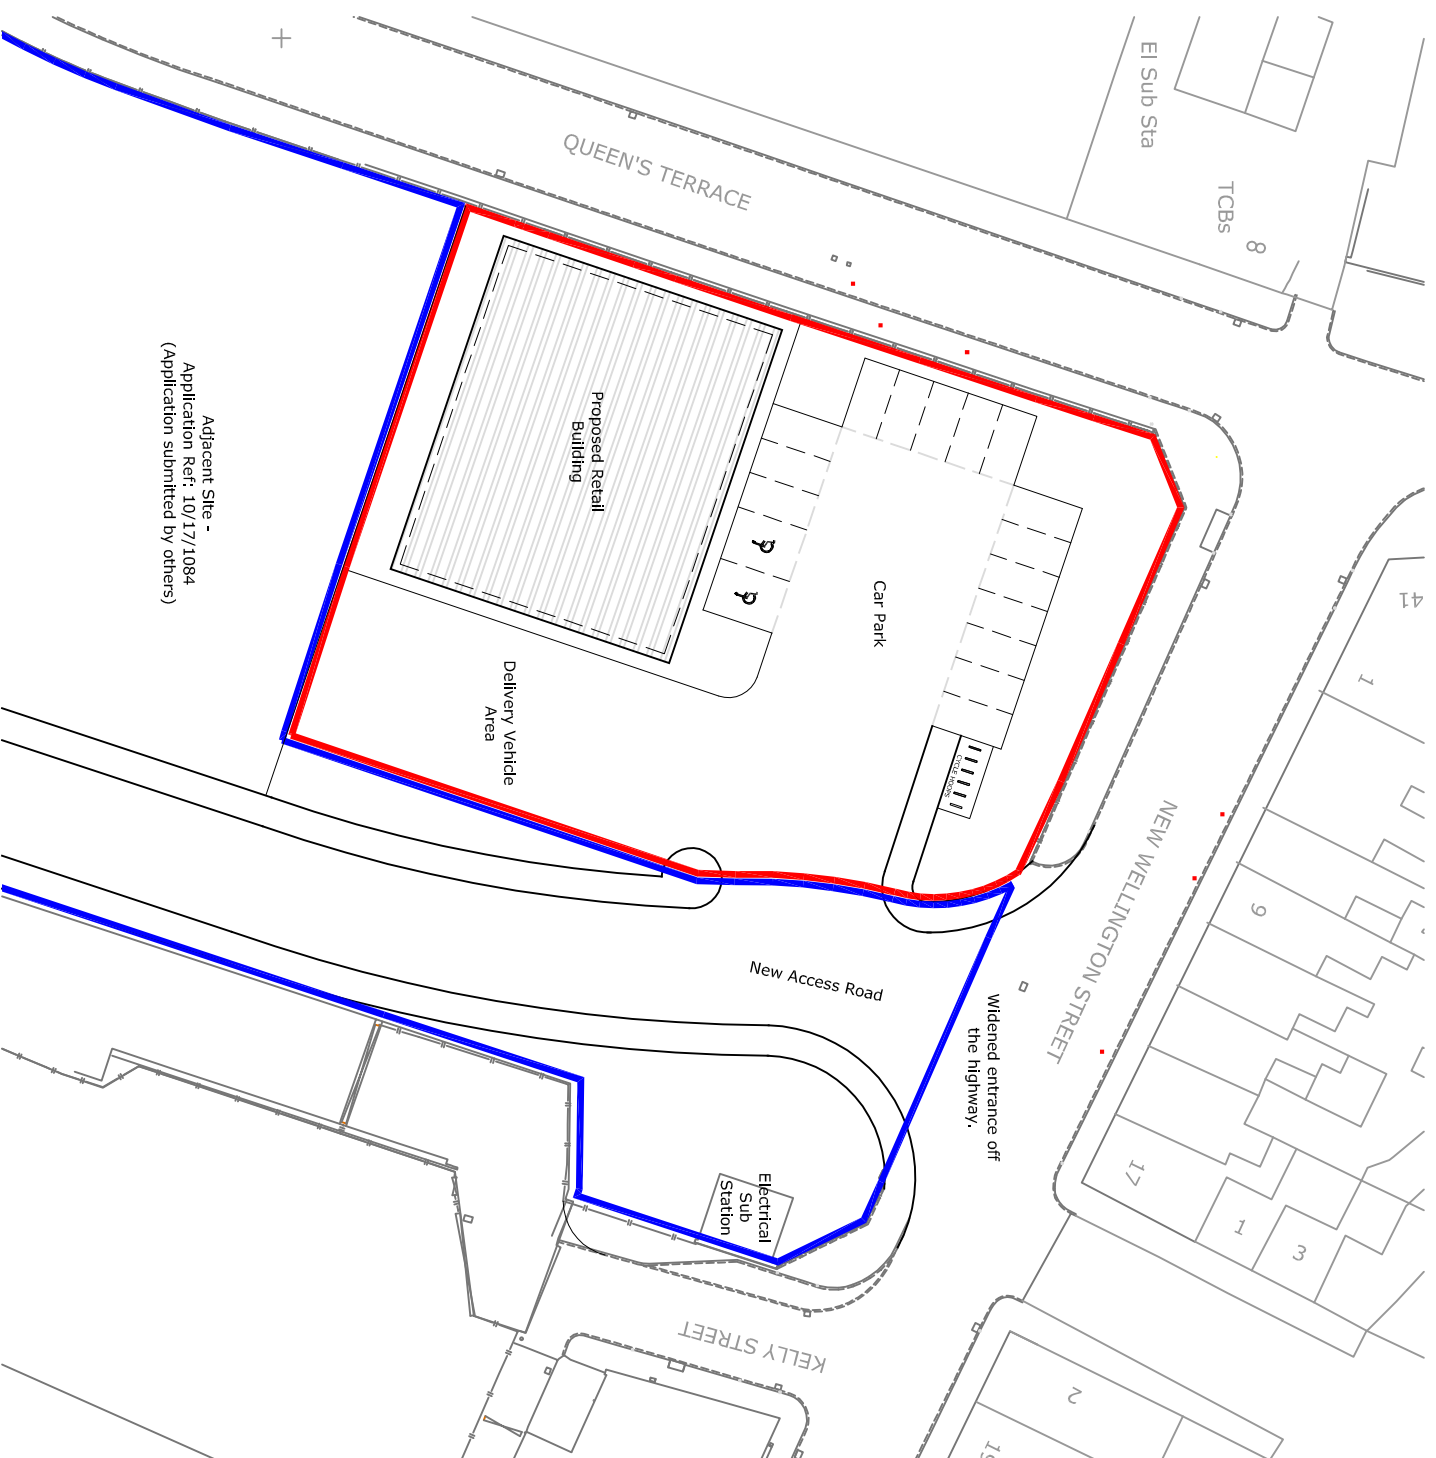 El Sub Sta
QUEEN'S TERRACE
TCBs
8
Adjacent Site -
Application Ref: 10/17/1084
(Application submitted by others)
Proposed Retail
Building
Car Park
Delivery Vehicle
Area
CYCLE HOOPS
41
1
NEW WELLINGTON STREET
9
New Access Road
Widened entrance off
the highway.
17
1
3
Electrical
Sub
Station
KELLY STREET
2